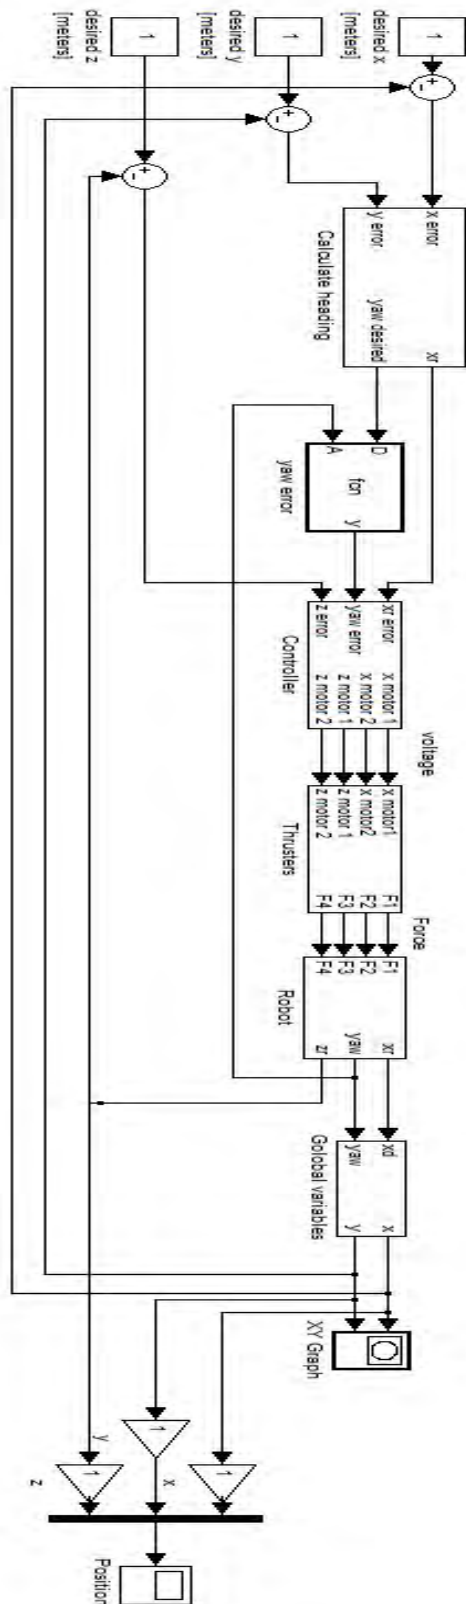 1
desired x
[meters]
1
desired y
[meters]
1
desired z
[meters]
+
-
+
-
+
-
x error
y error
xr
yaw desired
Calculate heading
D
A
fcn
y
yaw error
xr error
yaw error
z error
X motor 1
X motor 2
z motor 1
z motor 2
Controller
voltage
X motor1
X motor2
z motor1
z motor 2
F1
F2
F3
F4
Thrusters
Force
F1
F2
F3
F4
xr
yaw
zr
Robot
xd
yaw
x
y
Golobal variables
XY Graph
1
1
x
1
y
z
Position